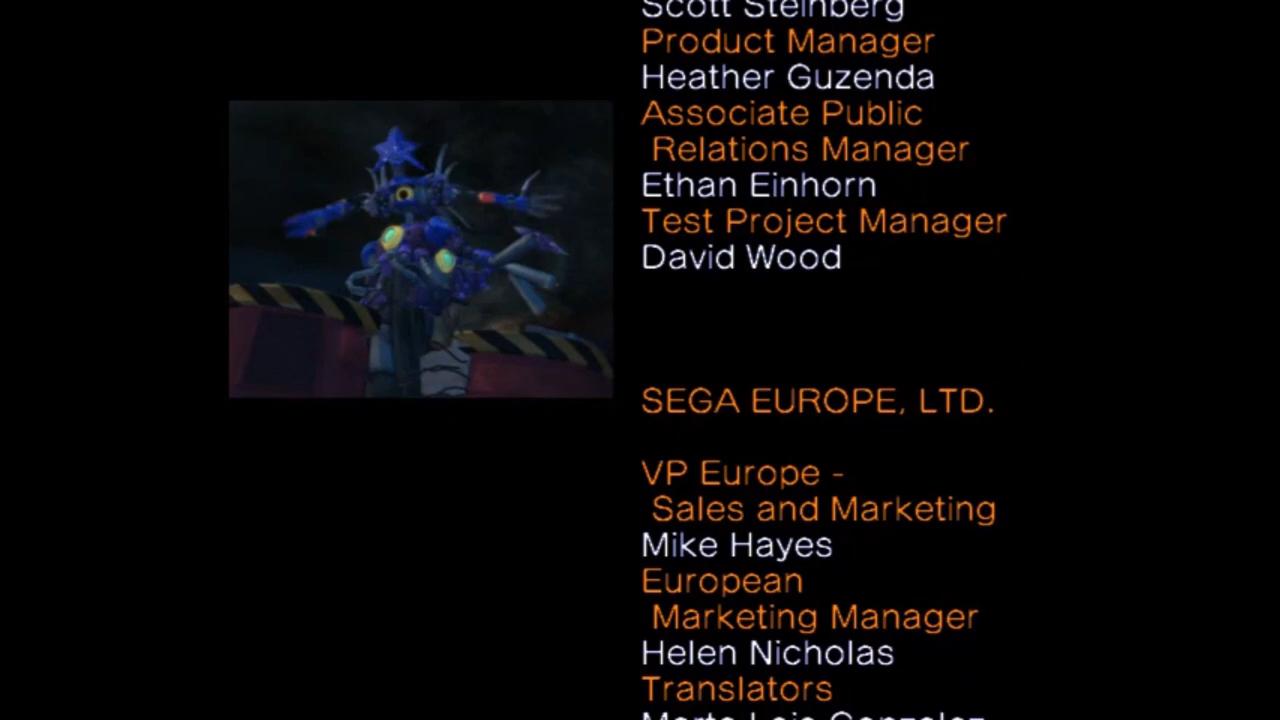 Scott Steinberg
Product Manager
Heather Guzenda
Associate Public
Relations Manager
Ethan Einhorn
Test Project Manager
David Wood
SEGA EUROPE, LTD.
VP Europe -
Sales and Marketing
Mike Hayes
European
Marketing Manager
Helen Nicholas
Translators